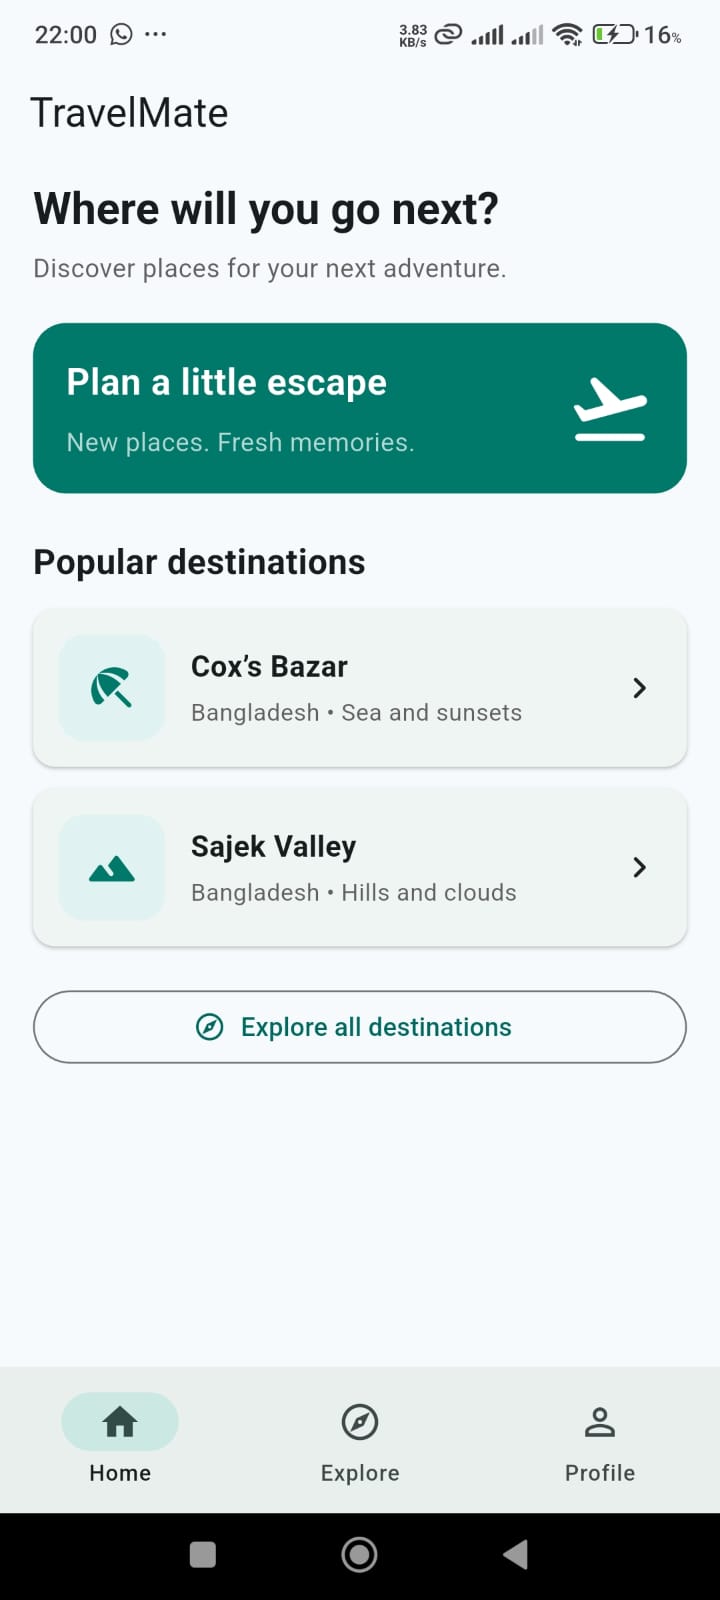 22:00
3.83
KB/s
16%
TravelMate
Where will you go next?
Discover places for your next adventure.
Plan a little escape
New places. Fresh memories.
Popular destinations
Cox’s Bazar
Bangladesh • Sea and sunsets
Sajek Valley
Bangladesh • Hills and clouds
Explore all destinations
Home
Explore
Profile